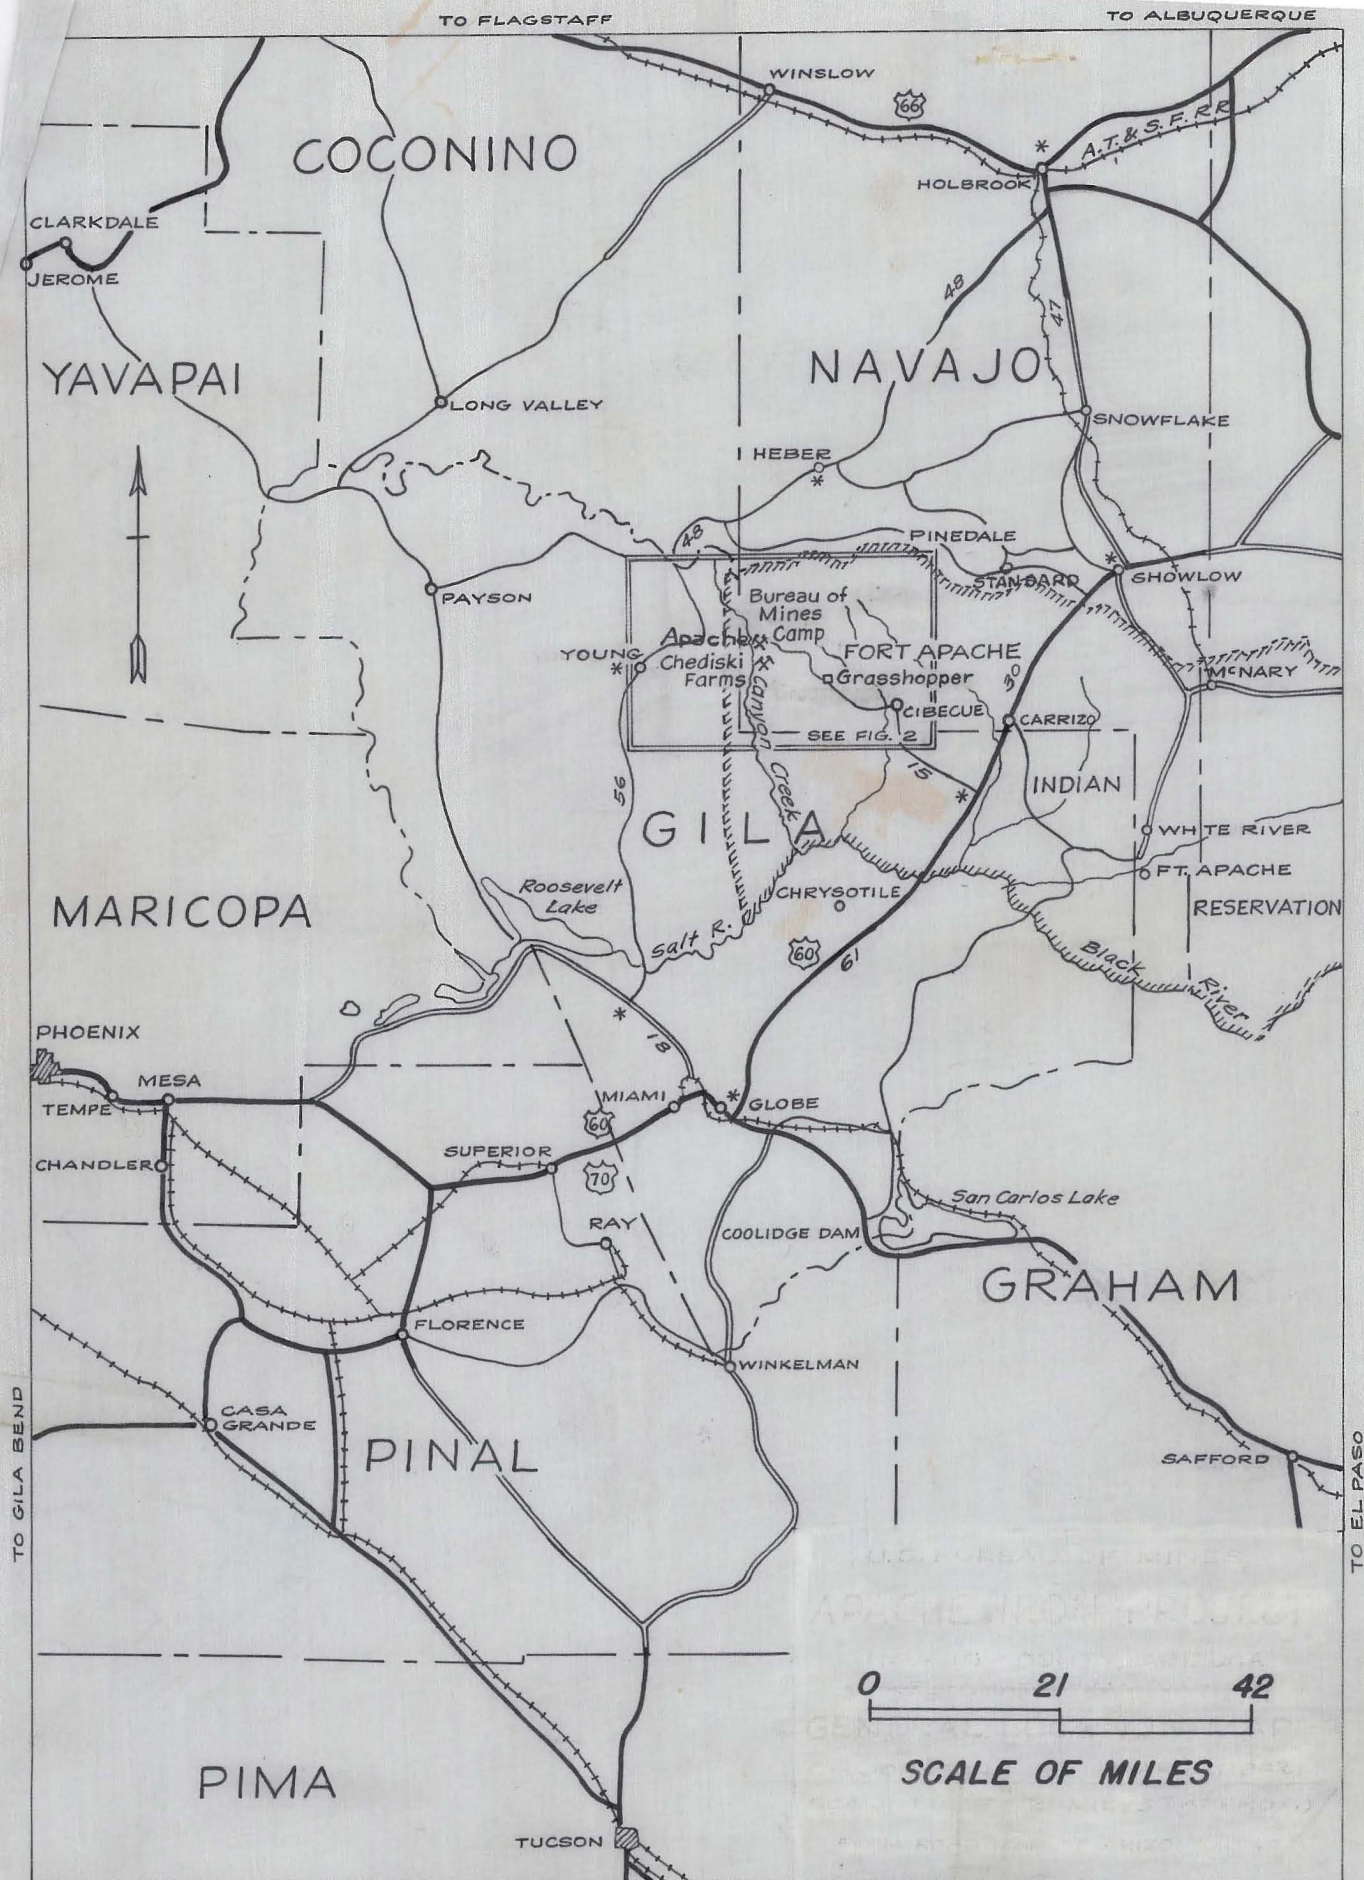 TO FLAGSTAFF
TO ALBUQUERQUE
WINSLOW
66
A.T. & S.F. R.R.
COCONINO
*
HOLBROOK
CLARKDALE
JEROME
48
47
YAVAPAI
NAVAJO
LONG VALLEY
SNOWFLAKE
HEBER
*
48
PINEDALE
*
STANDARD
SHOWLOW
PAYSON
Bureau of
Mines
Camp
Apache
YOUNG
*
Chediski
Farms
FORT APACHE
Grasshopper
30
McNARY
CIBECUE
CARRIZO
SEE FIG. 2
Canyon
Creek
15
*
INDIAN
56
GILA
WHITE RIVER
FT. APACHE
CHRYSOTILE
RESERVATION
MARICOPA
Roosevelt
Lake
Salt R.
60
61
Black
River
*
18
PHOENIX
MESA
TEMPE
MIAMI
*
GLOBE
60
CHANDLER
SUPERIOR
70
San Carlos Lake
RAY
COOLIDGE DAM
GRAHAM
FLORENCE
WINKELMAN
CASA
GRANDE
TO GILA BEND
PINAL
SAFFORD
TO EL PASO
0 21 42
SCALE OF MILES
PIMA
TUCSON